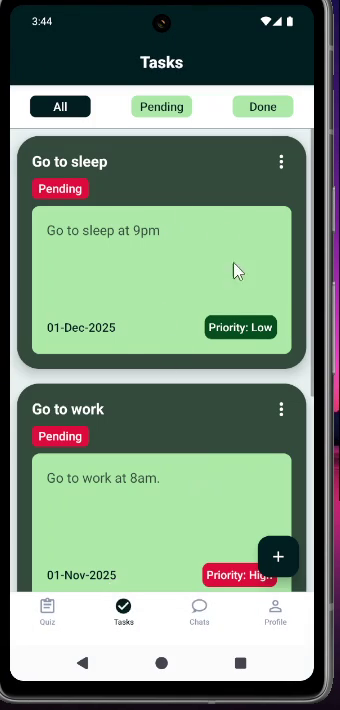 3:44
Tasks
All Pending Done
Go to sleep
Pending
Go to sleep at 9pm
01-Dec-2025 Priority: Low
Go to work
Pending
Go to work at 8am.
01-Nov-2025 Priority: High
+
Quiz Tasks Chats Profile